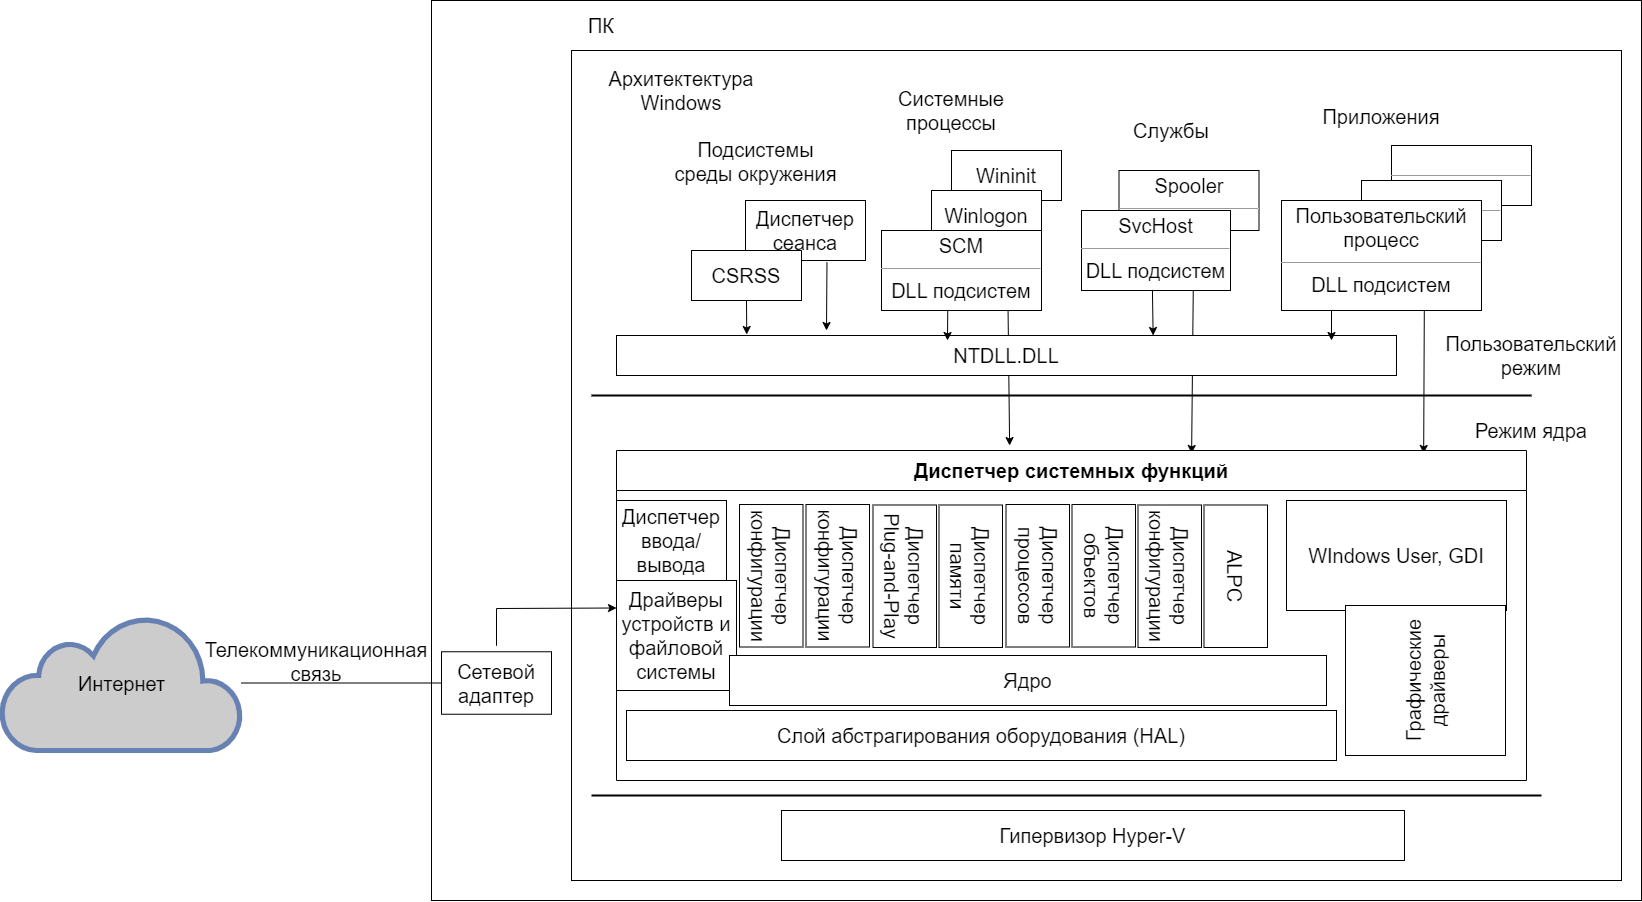 ПК
Архитектектура
Windows
Системные
процессы
Службы
Приложения
Подсистемы
среды окружения
Wininit
Spooler
Диспетчер
сеанса
Winlogon
SvcHost
Пользовательский
процесс
CSRSS
SCM
DLL подсистем
DLL подсистем
DLL подсистем
NTDLL.DLL
Пользовательский
режим
Режим ядра
Диспетчер системных функций
Диспетчер
ввода/
вывода
Диспетчер
конфигурации
Диспетчер
конфигурации
Диспетчер
Plug-and-Play
Диспетчер
памяти
Диспетчер
процессов
Диспетчер
объектов
Диспетчер
конфигурации
ALPC
WIndows User, GDI
Драйверы
устройств и
файловой
системы
Графические
драйверы
Ядро
Слой абстрагирования оборудования (HAL)
Интернет
Телекоммуникационная
связь
Сетевой
адаптер
Гипервизор Hyper-V